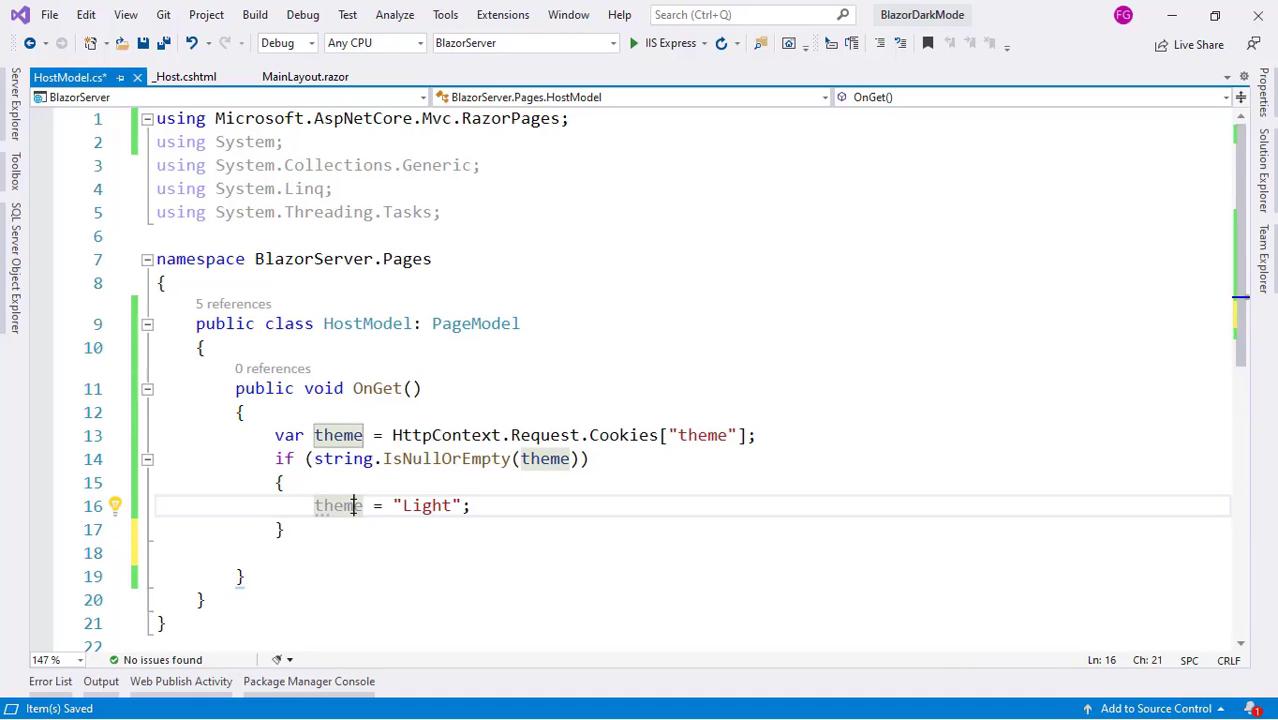 File Edit View Git Project Build Debug Test Analyze Tools Extensions Window Help Search (Ctrl+Q) BlazorDarkMode FG
Debug Any CPU BlazorServer IIS Express Live Share
HostModel.cs* _Host.cshtml MainLayout.razor
BlazorServer BlazorServer.Pages.HostModel OnGet()
1 using Microsoft.AspNetCore.Mvc.RazorPages;
2 using System;
3 using System.Collections.Generic;
4 using System.Linq;
5 using System.Threading.Tasks;
6
7 namespace BlazorServer.Pages
8 {
5 references
9 public class HostModel: PageModel
10 {
0 references
11 public void OnGet()
12 {
13 var theme = HttpContext.Request.Cookies["theme"];
14 if (string.IsNullOrEmpty(theme))
15 {
16 theme = "Light";
17 }
18
19 }
20 }
21 }
22
Server Explorer
Toolbox
SQL Server Object Explorer
Properties
Solution Explorer
Team Explorer
147 % No issues found Ln: 16 Ch: 21 SPC CRLF
Error List Output Web Publish Activity Package Manager Console
Item(s) Saved Add to Source Control 1